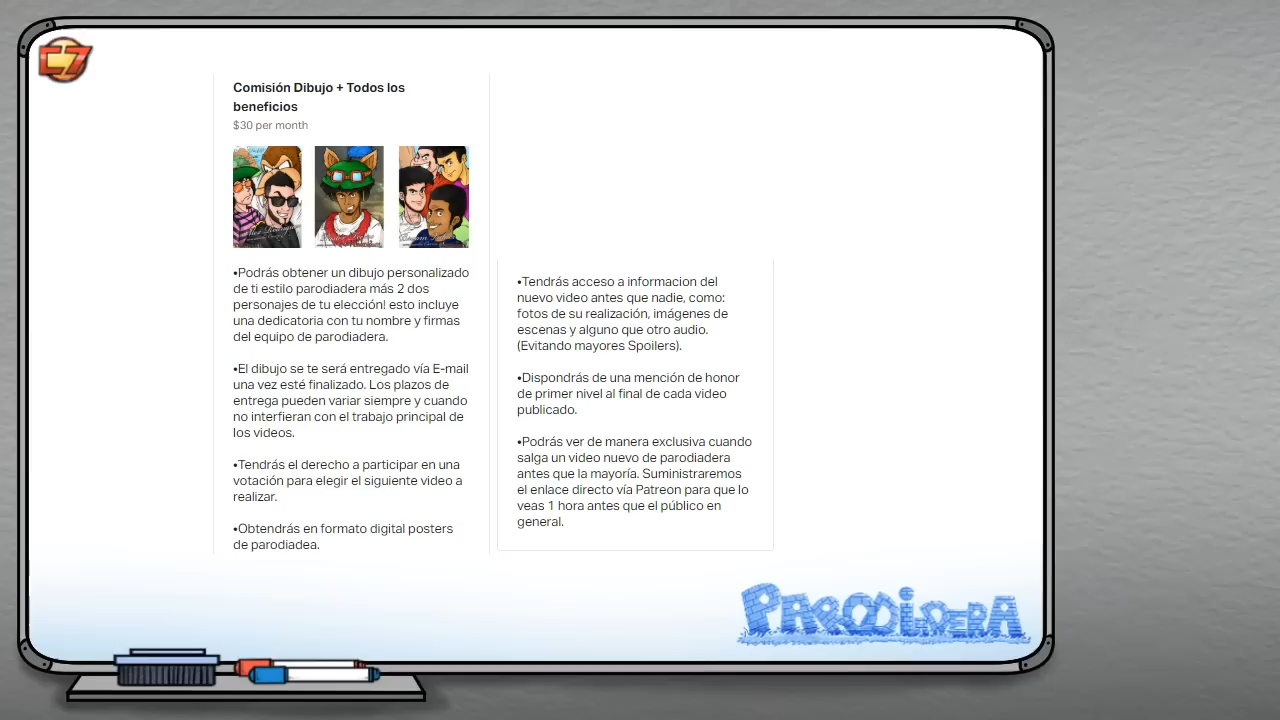 C7
Comisión Dibujo + Todos los
beneficios
$30 per month
•Podrás obtener un dibujo personalizado
de ti estilo parodiadera más 2 dos
personajes de tu elección! esto incluye
una dedicatoria con tu nombre y firmas
del equipo de parodiadera.
•El dibujo se te será entregado vía E-mail
una vez esté finalizado. Los plazos de
entrega pueden variar siempre y cuando
no interfieran con el trabajo principal de
los videos.
•Tendrás el derecho a participar en una
votación para elegir el siguiente video a
realizar.
•Obtendrás en formato digital posters
de parodiadea.
•Tendrás acceso a informacion del
nuevo video antes que nadie, como:
fotos de su realización, imágenes de
escenas y alguno que otro audio.
(Evitando mayores Spoilers).
•Dispondrás de una mención de honor
de primer nivel al final de cada video
publicado.
•Podrás ver de manera exclusiva cuando
salga un video nuevo de parodiadera
antes que la mayoría. Suministraremos
el enlace directo vía Patreon para que lo
veas 1 hora antes que el público en
general.